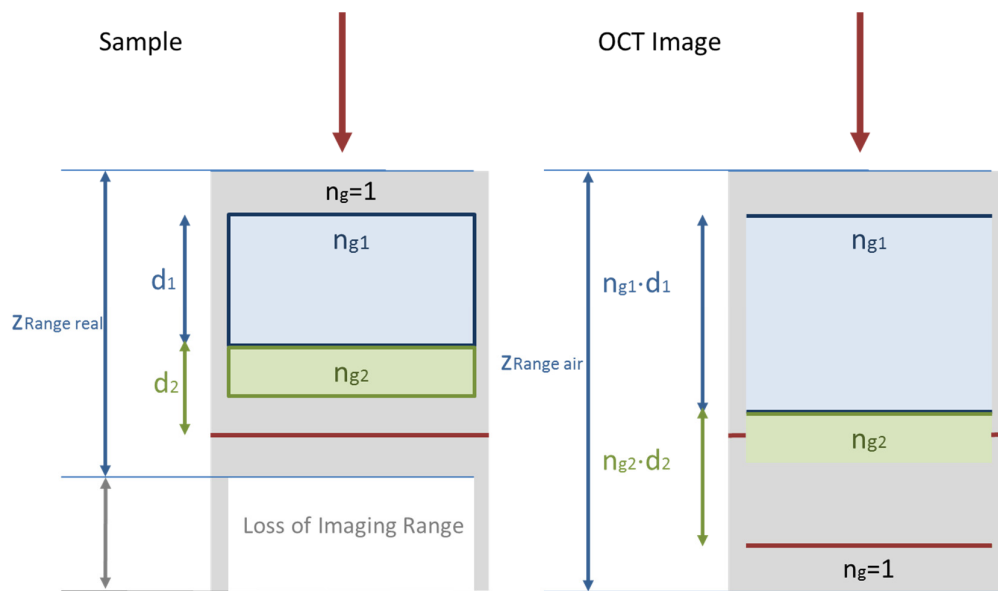 Sample
OCT Image
ng=1
ng1
d1
ZRange real
d2
ng2
Loss of Imaging Range
ng1
ng1·d1
ZRange air
ng2
ng2·d2
ng=1